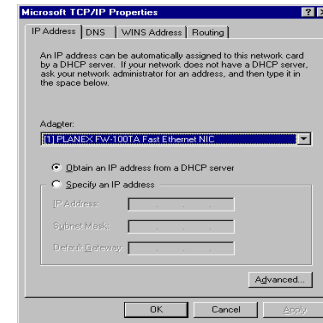 Microsoft TCP/IP Properties
IP Address DNS WINS Address Routing
An IP address can be automatically assigned to this network card
by a DHCP server. If your network does not have a DHCP server,
ask your network administrator for an address, and then type it in
the space below.
Adapter:
[1] PLANEX FW-100TA Fast Ethernet NIC
Obtain an IP address from a DHCP server
Specify an IP address
IP Address:
Subnet Mask:
Default Gateway:
Advanced...
OK Cancel Apply